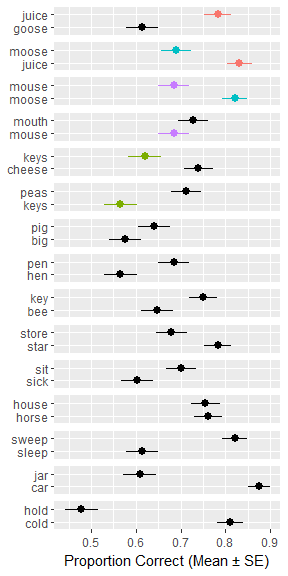 juice
goose
moose
juice
mouse
moose
mouth
mouse
keys
cheese
peas
keys
pig
big
pen
hen
key
bee
store
star
sit
sick
house
horse
sweep
sleep
jar
car
hold
cold
0.5 0.6 0.7 0.8 0.9
Proportion Correct (Mean ± SE)